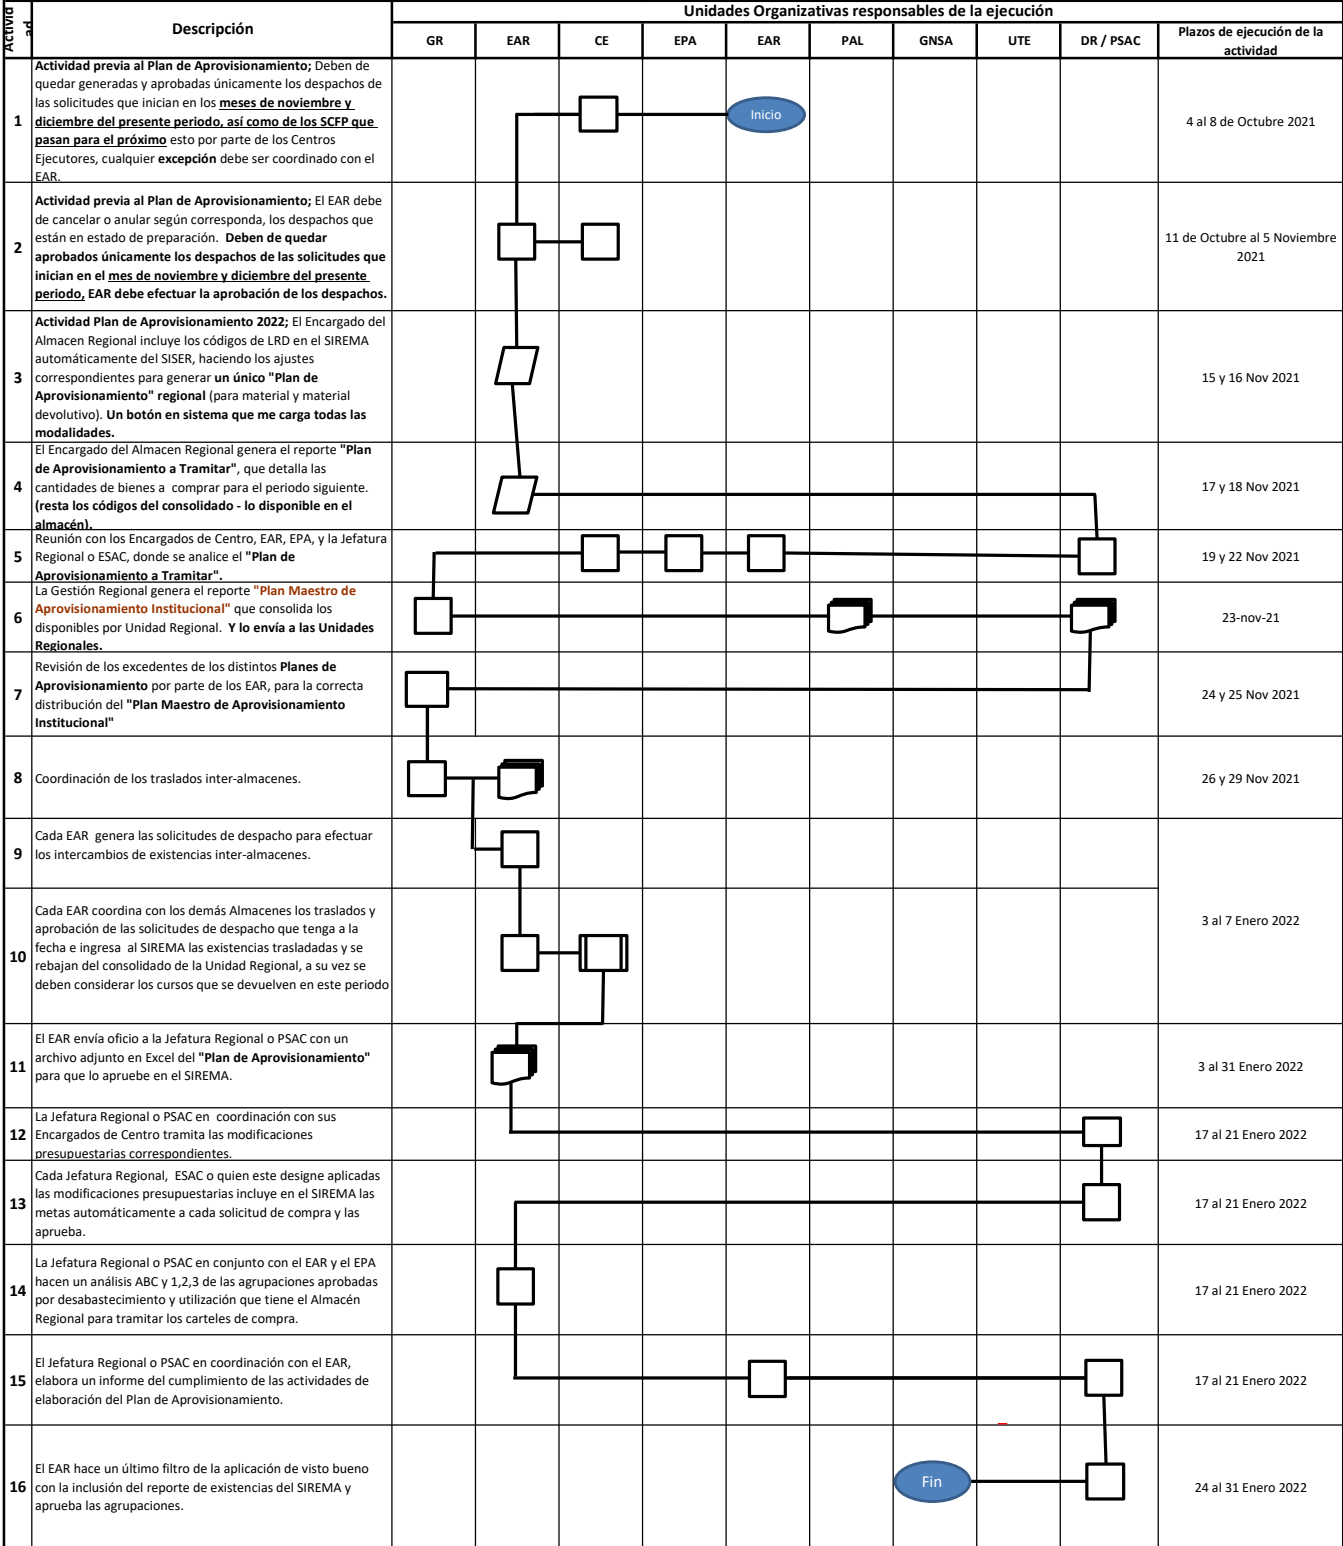 Activid
ad
Descripción
Unidades Organizativas responsables de la ejecución
GR
EAR
CE
EPA
EAR
PAL
GNSA
UTE
DR / PSAC
Plazos de ejecución de la
actividad
1
Actividad previa al Plan de Aprovisionamiento; Deben de
quedar generadas y aprobadas únicamente los despachos de
las solicitudes que inician en los meses de noviembre y
diciembre del presente periodo, así como de los SCFP que
pasan para el próximo esto por parte de los Centros
Ejecutores, cualquier excepción debe ser coordinado con el
EAR.
Inicio
4 al 8 de Octubre 2021
2
Actividad previa al Plan de Aprovisionamiento; El EAR debe
de cancelar o anular según corresponda, los despachos que
están en estado de preparación. Deben de quedar
aprobados únicamente los despachos de las solicitudes que
inician en el mes de noviembre y diciembre del presente
periodo, EAR debe efectuar la aprobación de los despachos.
11 de Octubre al 5 Noviembre
2021
3
Actividad Plan de Aprovisionamiento 2022; El Encargado del
Almacen Regional incluye los códigos de LRD en el SIREMA
automáticamente del SISER, haciendo los ajustes
correspondientes para generar un único "Plan de
Aprovisionamiento" regional (para material y material
devolutivo). Un botón en sistema que me carga todas las
modalidades.
15 y 16 Nov 2021
4
El Encargado del Almacen Regional genera el reporte "Plan
de Aprovisionamiento a Tramitar", que detalla las
cantidades de bienes a comprar para el periodo siguiente.
(resta los códigos del consolidado - lo disponible en el
almacén).
17 y 18 Nov 2021
5
Reunión con los Encargados de Centro, EAR, EPA, y la Jefatura
Regional o ESAC, donde se analice el "Plan de
Aprovisionamiento a Tramitar".
19 y 22 Nov 2021
6
La Gestión Regional genera el reporte "Plan Maestro de
Aprovisionamiento Institucional" que consolida los
disponibles por Unidad Regional. Y lo envía a las Unidades
Regionales.
23-nov-21
7
Revisión de los excedentes de los distintos Planes de
Aprovisionamiento por parte de los EAR, para la correcta
distribución del "Plan Maestro de Aprovisionamiento
Institucional"
24 y 25 Nov 2021
8
Coordinación de los traslados inter-almacenes.
26 y 29 Nov 2021
9
Cada EAR genera las solicitudes de despacho para efectuar
los intercambios de existencias inter-almacenes.
3 al 7 Enero 2022
10
Cada EAR coordina con los demás Almacenes los traslados y
aprobación de las solicitudes de despacho que tenga a la
fecha e ingresa al SIREMA las existencias trasladadas y se
rebajan del consolidado de la Unidad Regional, a su vez se
deben considerar los cursos que se devuelven en este periodo
11
El EAR envía oficio a la Jefatura Regional o PSAC con un
archivo adjunto en Excel del "Plan de Aprovisionamiento"
para que lo apruebe en el SIREMA.
3 al 31 Enero 2022
12
La Jefatura Regional o PSAC en coordinación con sus
Encargados de Centro tramita las modificaciones
presupuestarias correspondientes.
17 al 21 Enero 2022
13
Cada Jefatura Regional, ESAC o quien este designe aplicadas
las modificaciones presupuestarias incluye en el SIREMA las
metas automáticamente a cada solicitud de compra y las
aprueba.
17 al 21 Enero 2022
14
La Jefatura Regional o PSAC en conjunto con el EAR y el EPA
hacen un análisis ABC y 1,2,3 de las agrupaciones aprobadas
por desabastecimiento y utilización que tiene el Almacén
Regional para tramitar los carteles de compra.
17 al 21 Enero 2022
15
El Jefatura Regional o PSAC en coordinación con el EAR,
elabora un informe del cumplimiento de las actividades de
elaboración del Plan de Aprovisionamiento.
17 al 21 Enero 2022
16
El EAR hace un último filtro de la aplicación de visto bueno
con la inclusión del reporte de existencias del SIREMA y
aprueba las agrupaciones.
Fin
24 al 31 Enero 2022